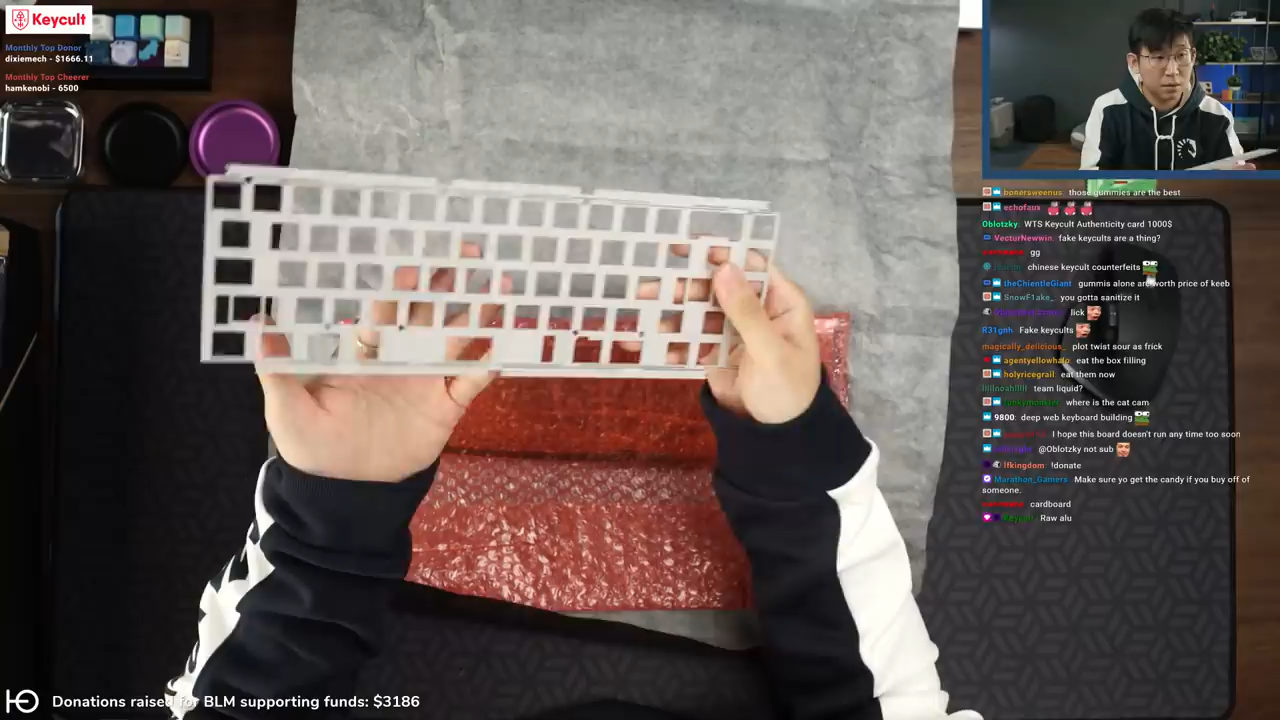 Keycult
Monthly Top Donor
dixiemech - $1666.11
Monthly Top Cheerer
hamkenobi - 6500
bonersweenus: those gummies are the best
echofaux
Oblotzky: WTS Keycult Authenticity card 1000$
VecturNewwin: fake keycults are a thing?
gg
chinese keycult counterfeits
theChientleGiant: gummis alone are worth price of keeb
SnowF1ake_: you gotta sanitize it
lick
R31gnh: Fake keycults
magically_delicious_: plot twist sour as frick
agentyellowhalo: eat the box filling
holyricegrail: eat them now
team liquid?
funkymonster: where is the cat cam
9800: deep web keyboard building
I hope this board doesn't run any time too soon
@Oblotzky not sub
lfkingdom: !donate
Marathon_Gamers: Make sure yo get the candy if you buy off of
someone.
cardboard
Raw alu
Donations raised for BLM supporting funds: $3186